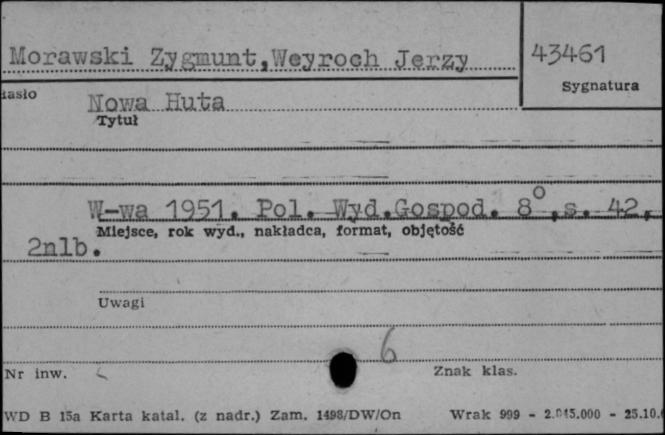 Morawski Zygmunt,Weyroch Jerzy
43461
Sygnatura
Hasło
Nowa Huta
Tytuł
W-wa 1951. Pol. Wyd.Gospod. 8°,s. 42,
Miejsce, rok wyd., nakładca, format, objętość
2nlb.
Uwagi
6
Nr inw.
Znak klas.
WD B 15a Karta katal. (z nadr.) Zam. 1498/DW/On
Wrak 999 - 2.045.000 - 25.10.